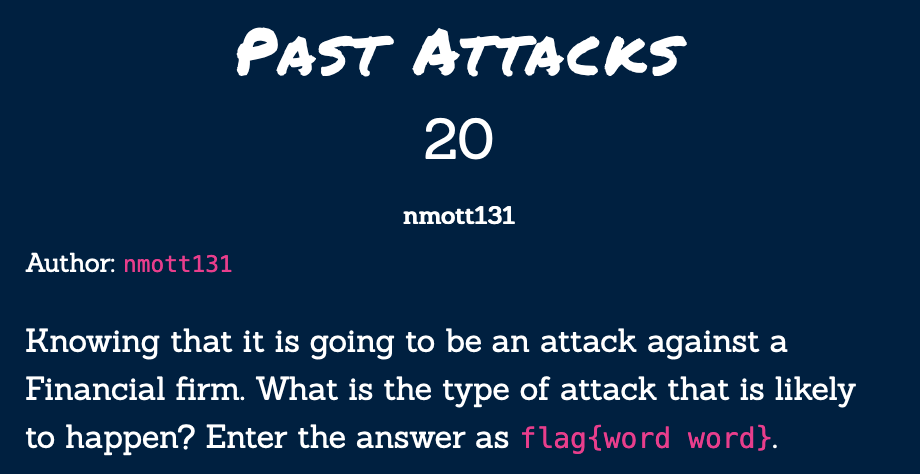 Past Attacks
20
nmott131
Author: nmott131
Knowing that it is going to be an attack against a
Financial firm. What is the type of attack that is likely
to happen? Enter the answer as flag{word word}.